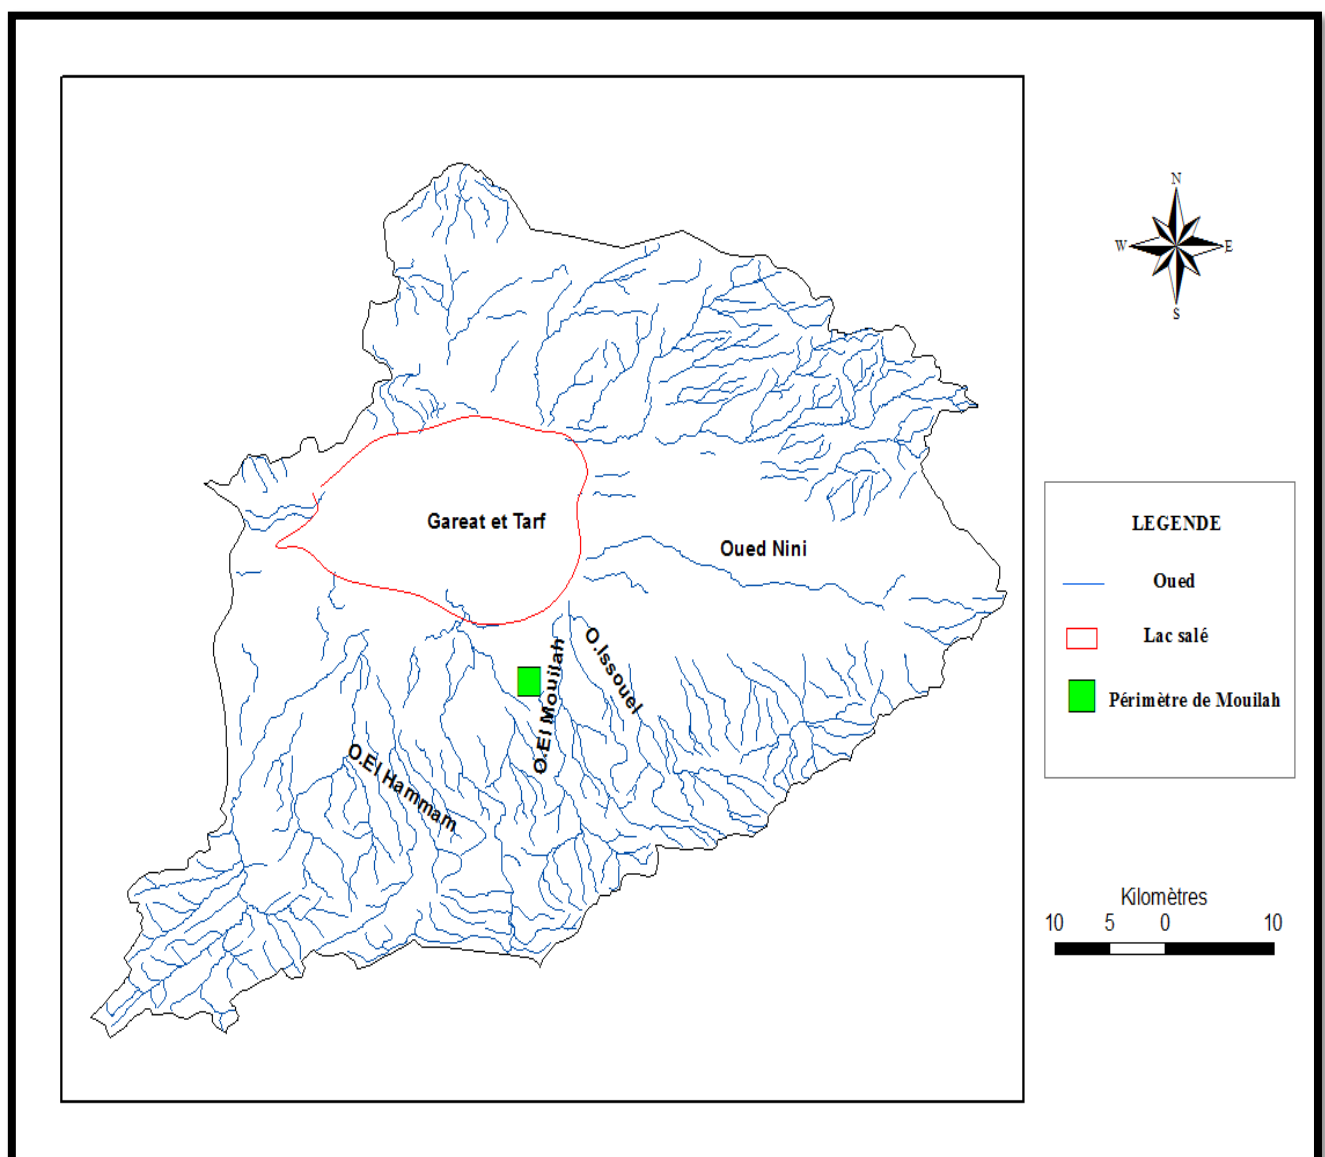 N
W E
S
Gareat et Tarf
Oued Nini
O.Issouel
O.El Mouilah
O.El Hammam
LEGENDE
Oued
Lac salé
Périmètre de Mouilah
Kilomètres
10 5 0 10